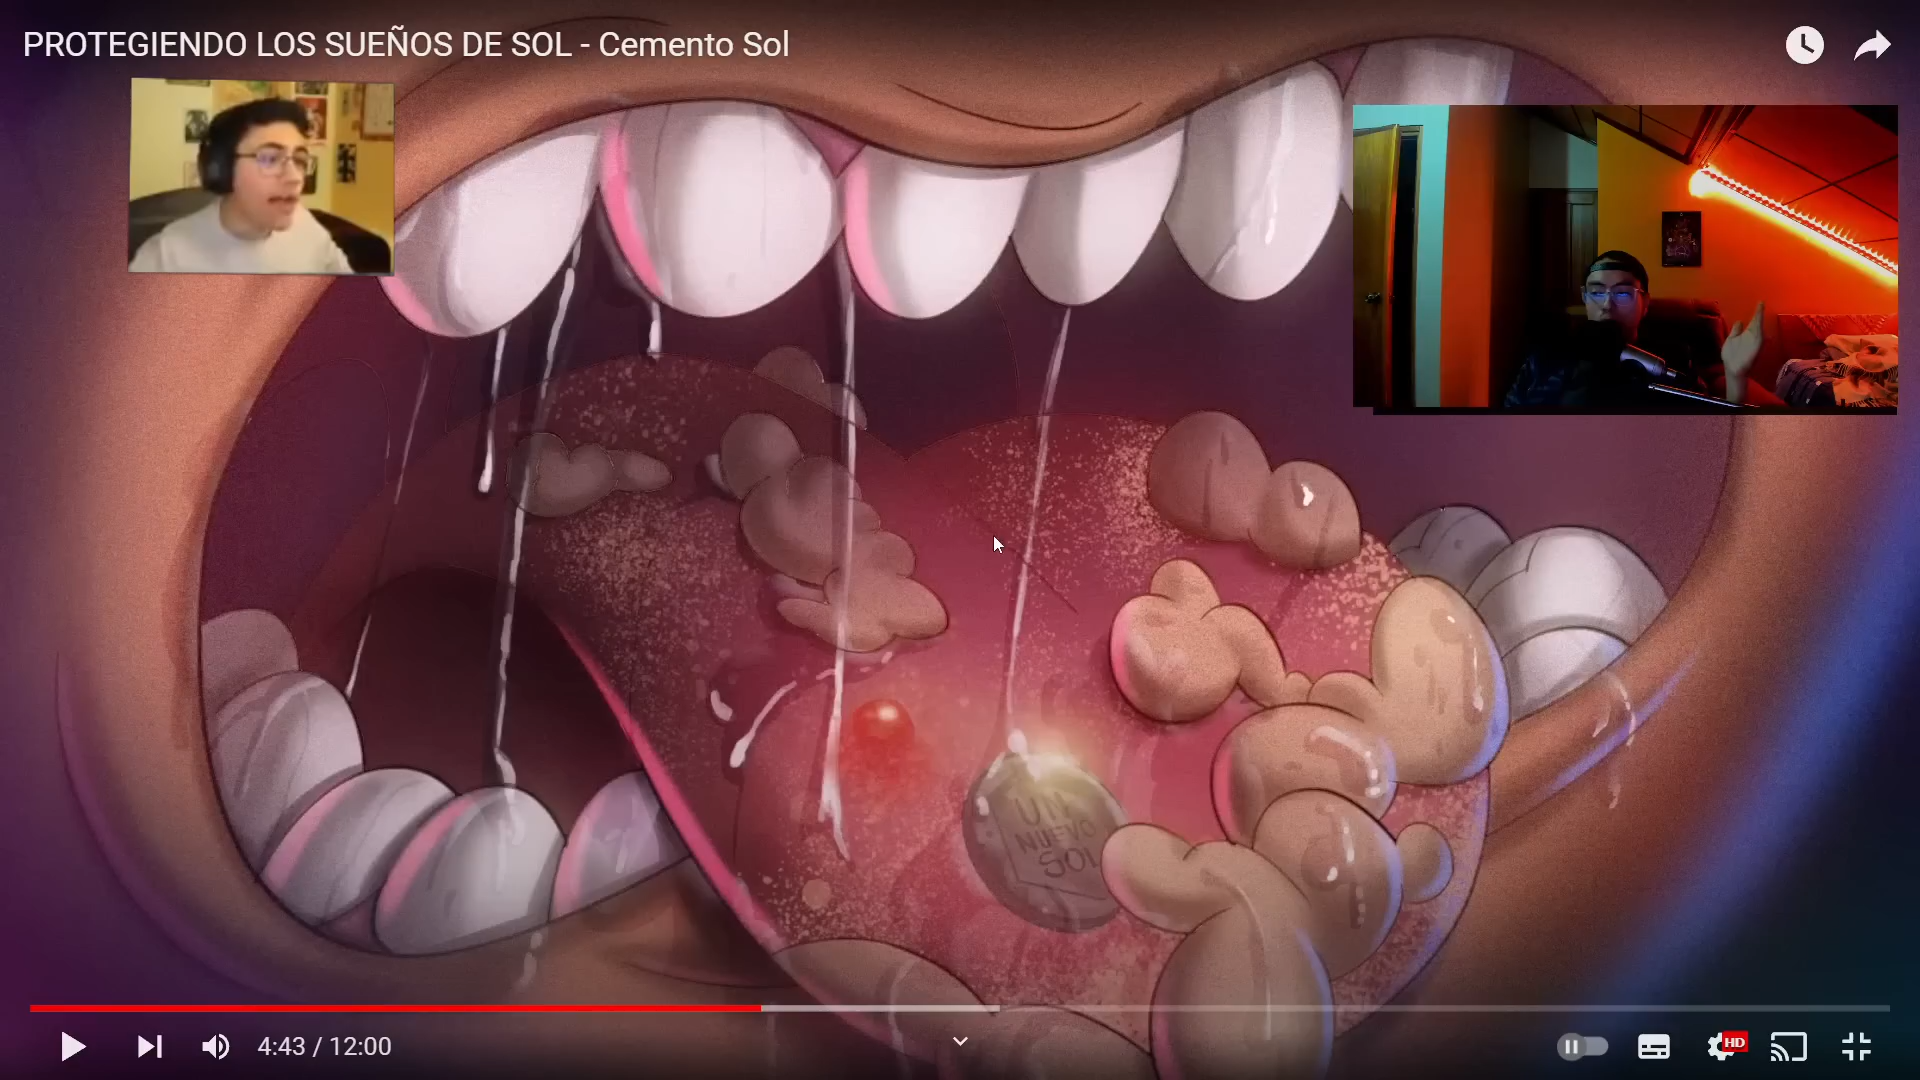 PROTEGIENDO LOS SUEÑOS DE SOL - Cemento Sol
UN
NUEVO
SOL
4:43 / 12:00
HD